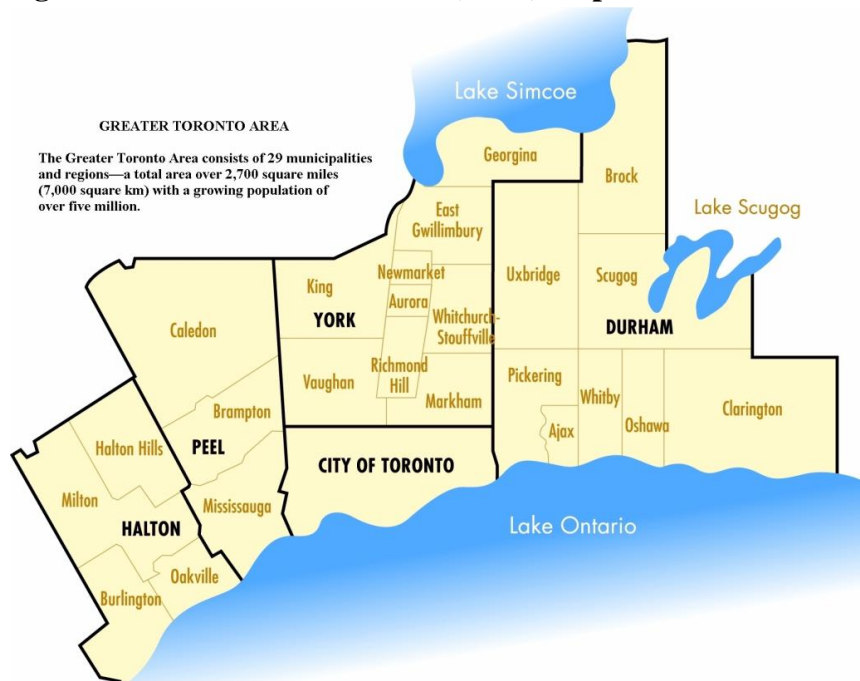 Lake Simcoe
GREATER TORONTO AREA
The Greater Toronto Area consists of 29 municipalities
and regions—a total area over 2,700 square miles
(7,000 square km) with a growing population of
over five million.
Georgina
Brock
Lake Scugog
East
Gwillimbury
Newmarket
Uxbridge
Scugog
King
Aurora
YORK
Whitchurch-
Stouffville
DURHAM
Caledon
Vaughan
Richmond
Hill
Markham
Pickering
Whitby
Ajax
Oshawa
Clarington
Brampton
PEEL
Halton Hills
CITY OF TORONTO
Milton
Mississauga
HALTON
Lake Ontario
Oakville
Burlington